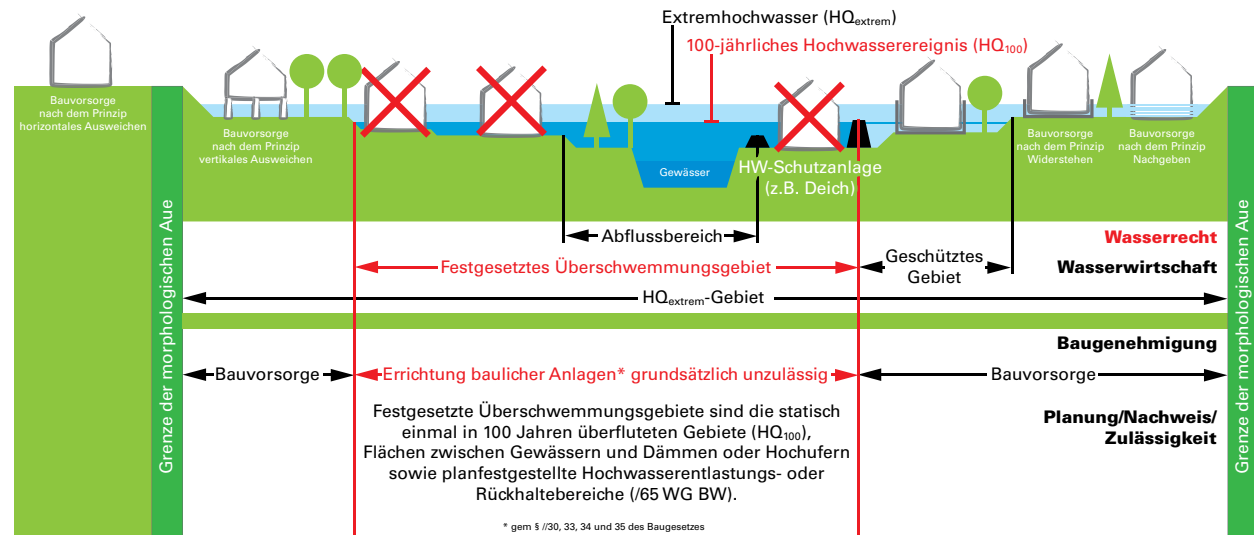 Extremhochwasser (HQextrem)
100-jährliches Hochwasserereignis (HQ100)
Bauvorsorge
nach dem Prinzip
horizontales Ausweichen
Bauvorsorge
nach dem Prinzip
vertikales Ausweichen
Gewässer
HW-Schutzanlage
(z.B. Deich)
Bauvorsorge
nach dem Prinzip
Widerstehen
Bauvorsorge
nach dem Prinzip
Nachgeben
Grenze der morphologischen Aue
Abflussbereich
Wasserrecht
Festgesetztes Überschwemmungsgebiet
Geschütztes
Gebiet
Wasserwirtschaft
HQextrem-Gebiet
Baugenehmigung
Bauvorsorge
Errichtung baulicher Anlagen* grundsätzlich unzulässig
Bauvorsorge
Festgesetzte Überschwemmungsgebiete sind die statisch
einmal in 100 Jahren überfluteten Gebiete (HQ100),
Flächen zwischen Gewässern und Dämmen oder Hochufern
sowie planfestgestellte Hochwasserentlastungs- oder
Rückhaltebereiche (/65 WG BW).
Planung/Nachweis/
Zulässigkeit
* gem § //30, 33, 34 und 35 des Baugesetzes
Grenze der morphologischen Aue